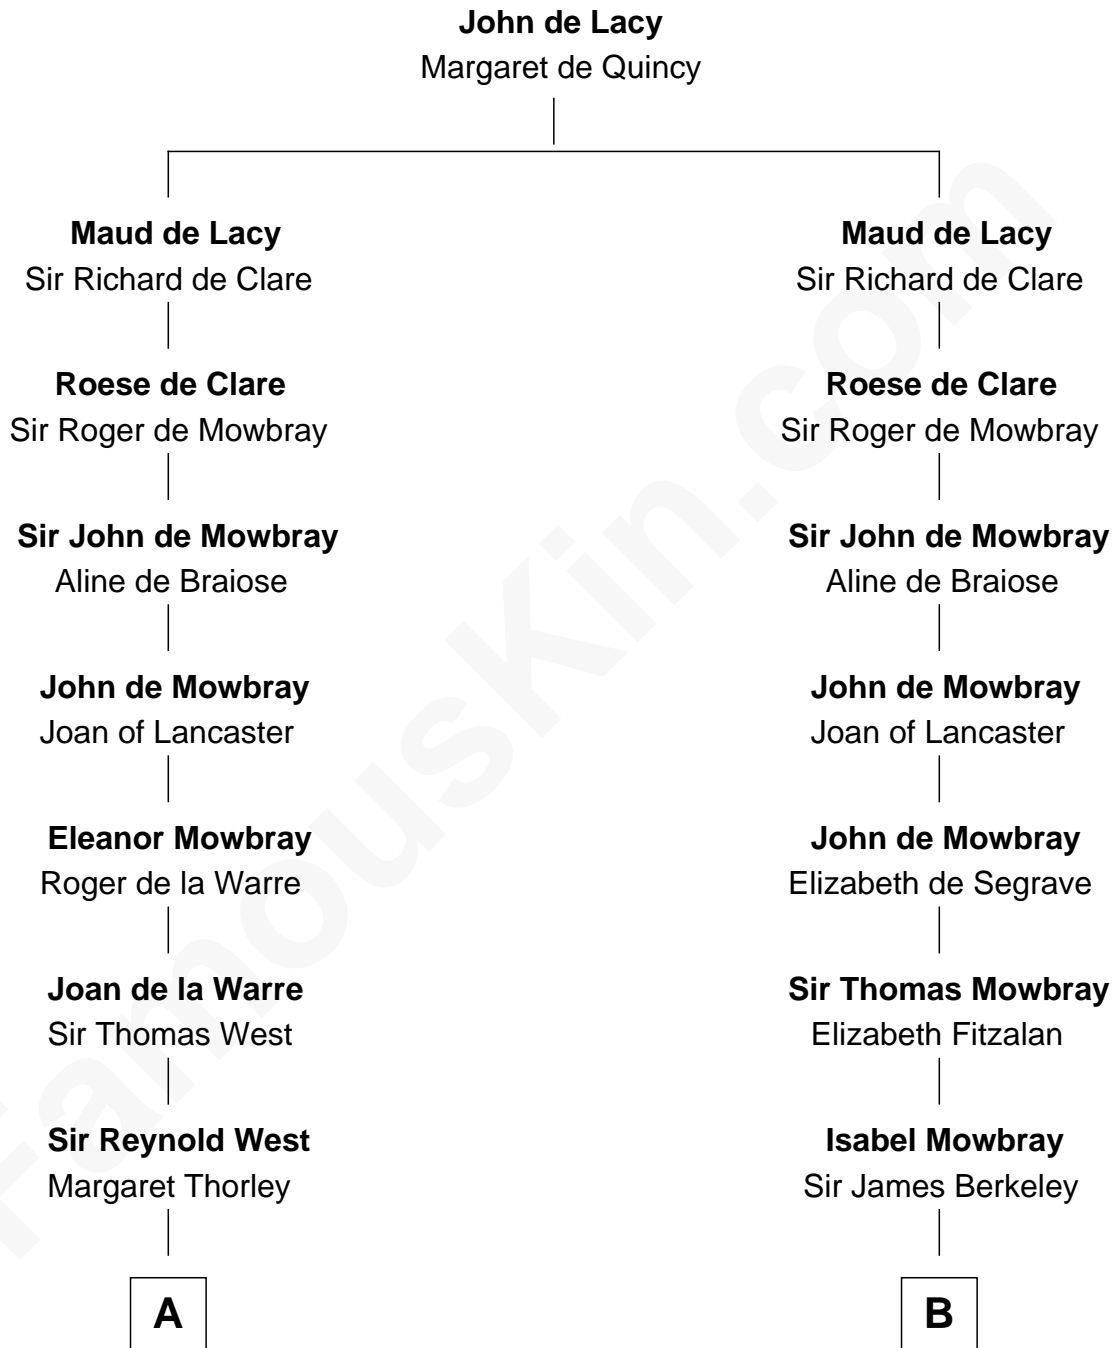 John de Lacy
Margaret de Quincy
Maud de Lacy
Sir Richard de Clare
Maud de Lacy
Sir Richard de Clare
Roese de Clare
Sir Roger de Mowbray
Roese de Clare
Sir Roger de Mowbray
Sir John de Mowbray
Aline de Braiose
Sir John de Mowbray
Aline de Braiose
John de Mowbray
Joan of Lancaster
John de Mowbray
Joan of Lancaster
Eleanor Mowbray
Roger de la Warre
John de Mowbray
Elizabeth de Segrave
Joan de la Warre
Sir Thomas West
Sir Thomas Mowbray
Elizabeth Fitzalan
Sir Reynold West
Margaret Thorley
Isabel Mowbray
Sir James Berkeley
A
B
FamousKin.com